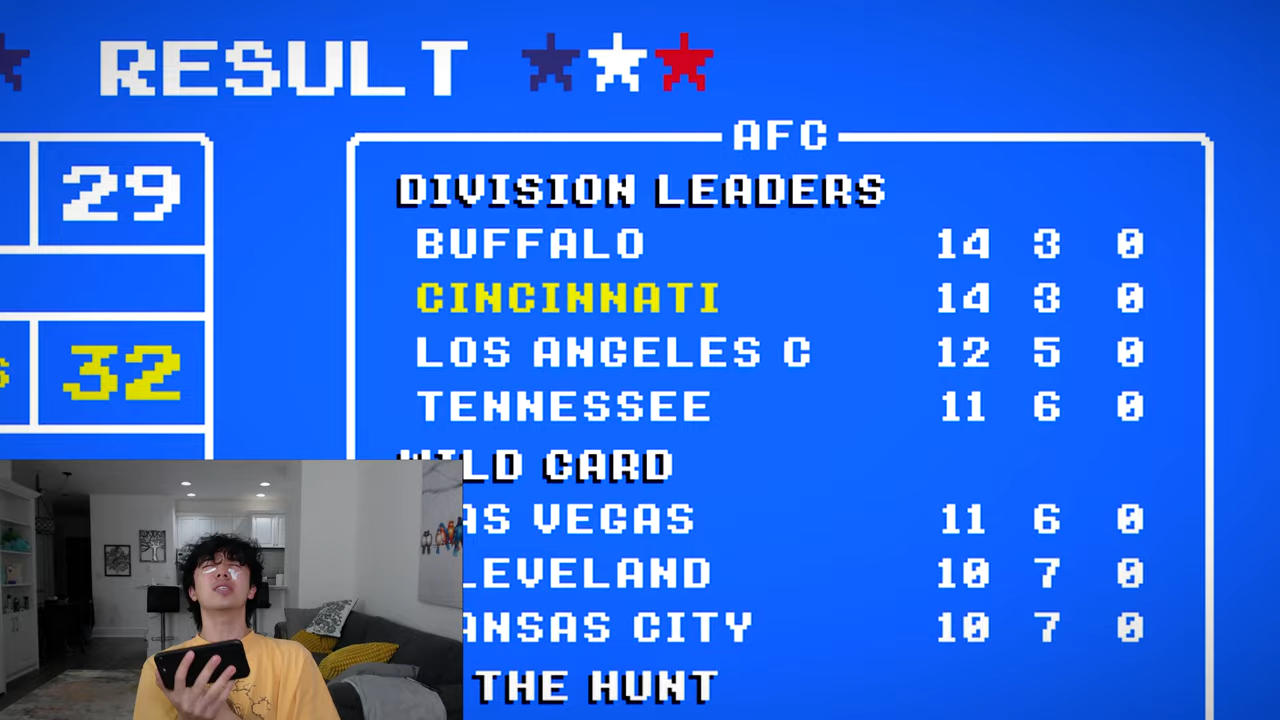 RESULT
29
S 32
AFC
DIVISION LEADERS
BUFFALO 14 3 0
CINCINNATI 14 3 0
LOS ANGELES C 12 5 0
TENNESSEE 11 6 0
WILD CARD
AS VEGAS 11 6 0
LEVELAND 10 7 0
ANSAS CITY 10 7 0
THE HUNT